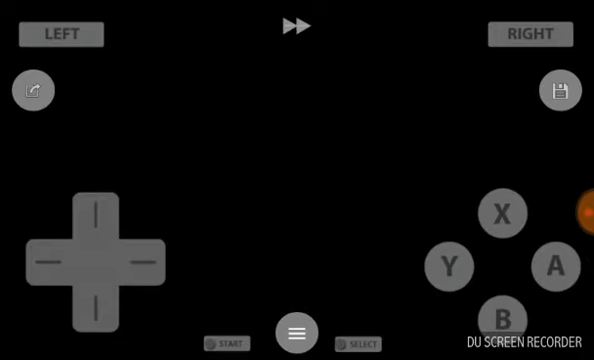 LEFT
RIGHT
X
Y
A
B
START
SELECT
DU SCREEN RECORDER